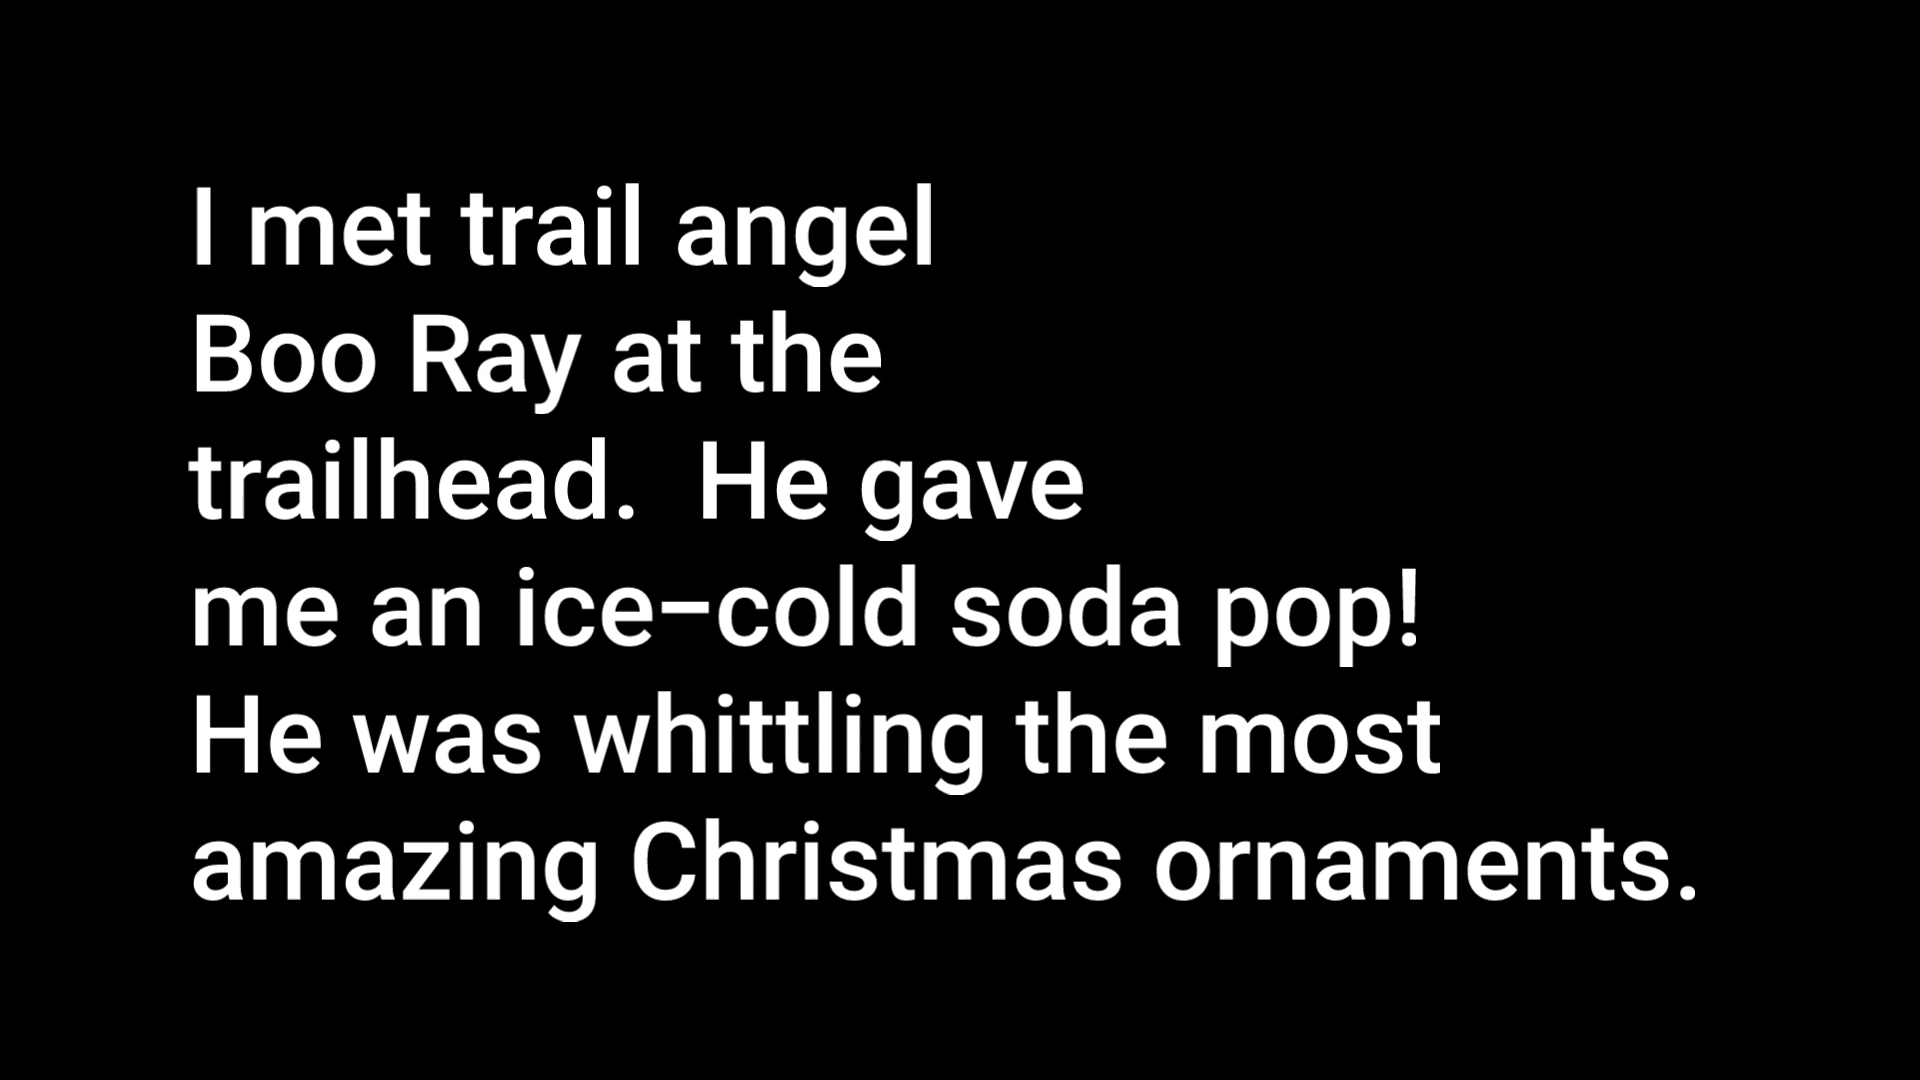 I met trail angel
Boo Ray at the
trailhead.  He gave
me an ice-cold soda pop!
He was whittling the most
amazing Christmas ornaments.